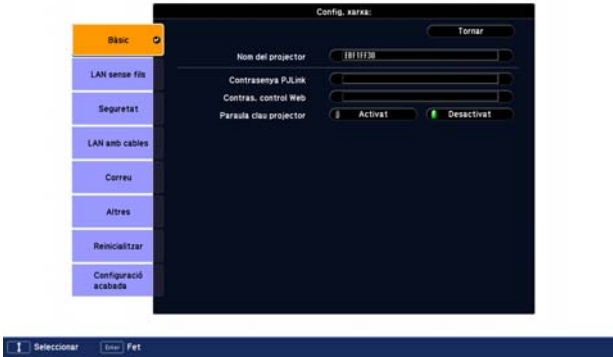 Config. xarxa:
Tornar
Bàsic
Nom del projector EBF1FF3B
LAN sense fils
Contrasenya PJLink
Contras. control Web
Seguretat
Paraula clau projector Activat Desactivat
LAN amb cables
Correu
Altres
Reinicialitzar
Configuració
acabada
Seleccionar Enter Fet